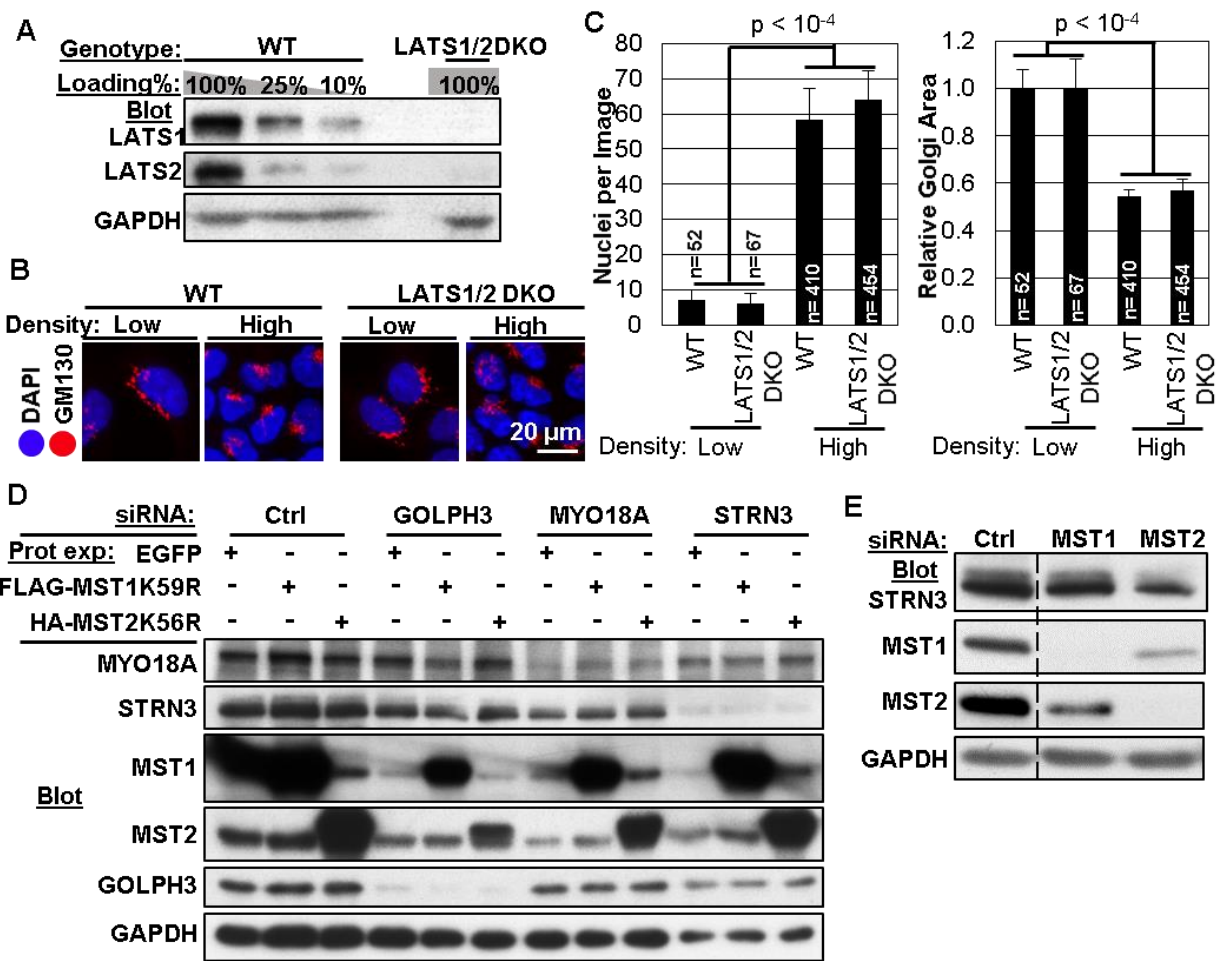 A
Genotype: WT LATS1/2DKO
Loading%: 100% 25% 10% 100%
Blot
LATS1
LATS2
GAPDH
B
WT LATS1/2 DKO
Density: Low High Low High
DAPI
GM130
20 µm
C
p < 10-4
Nuclei per Image
80
70
60
50
40
30
20
10
0
n= 52
n= 67
n= 410
n= 454
WT
LATS1/2 DKO
WT
LATS1/2 DKO
Density: Low High
p < 10-4
Relative Golgi Area
1.2
1.0
0.8
0.6
0.4
0.2
0.0
n= 52
n= 67
n= 410
n= 454
WT
LATS1/2 DKO
WT
LATS1/2 DKO
Density: Low High
D
siRNA: Ctrl GOLPH3 MYO18A STRN3
Prot exp: EGFP + - - + - - + - - + - -
FLAG-MST1K59R - + - - + - - + - - + -
HA-MST2K56R - - + - - + - - + - - +
MYO18A
STRN3
MST1
Blot
MST2
GOLPH3
GAPDH
E
siRNA: Ctrl MST1 MST2
Blot
STRN3
MST1
MST2
GAPDH